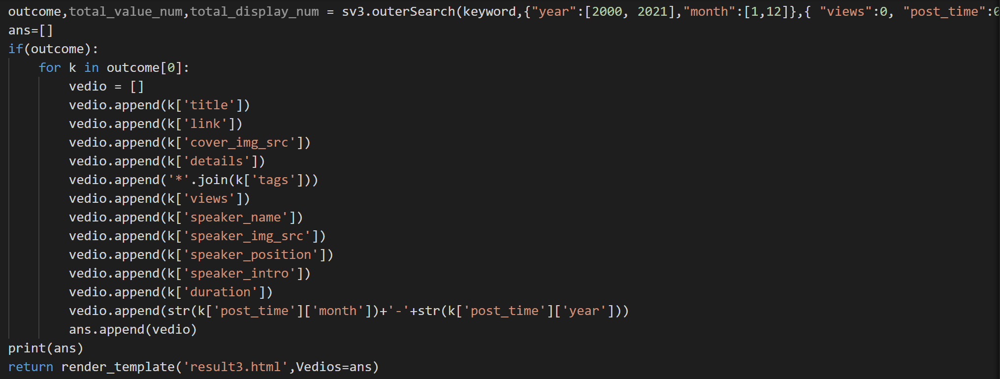 outcome,total_value_num,total_display_num = sv3.outerSearch(keyword,{"year":[2000, 2021],"month":[1,12]},{ "views":0, "post_time":0
ans=[]
if(outcome):
    for k in outcome[0]:
        vedio = []
        vedio.append(k['title'])
        vedio.append(k['link'])
        vedio.append(k['cover_img_src'])
        vedio.append(k['details'])
        vedio.append('*'.join(k['tags']))
        vedio.append(k['views'])
        vedio.append(k['speaker_name'])
        vedio.append(k['speaker_img_src'])
        vedio.append(k['speaker_position'])
        vedio.append(k['speaker_intro'])
        vedio.append(k['duration'])
        vedio.append(str(k['post_time']['month'])+'-'+str(k['post_time']['year']))
        ans.append(vedio)
print(ans)
return render_template('result3.html',Vedios=ans)